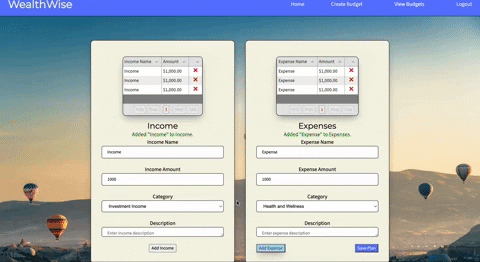 WealthWise
Home
Create Budget
View Budgets
Logout
Income Name Amount
Income $1,000.00
Income $1,000.00
Income $1,000.00
1
Income
Added "Income" to Income.
Income Name
Income
Income Amount
1000
Category
Investment Income
Description
Enter income description
Add Income
Expense Name Amount
Expense $1,000.00
Expense $1,000.00
Expense $1,000.00
1
Expenses
Added "Expense" to Expenses.
Expense Name
Expense
Expense Amount
1000
Category
Health and Wellness
Description
Enter expense description
Add Expense
Save Plan